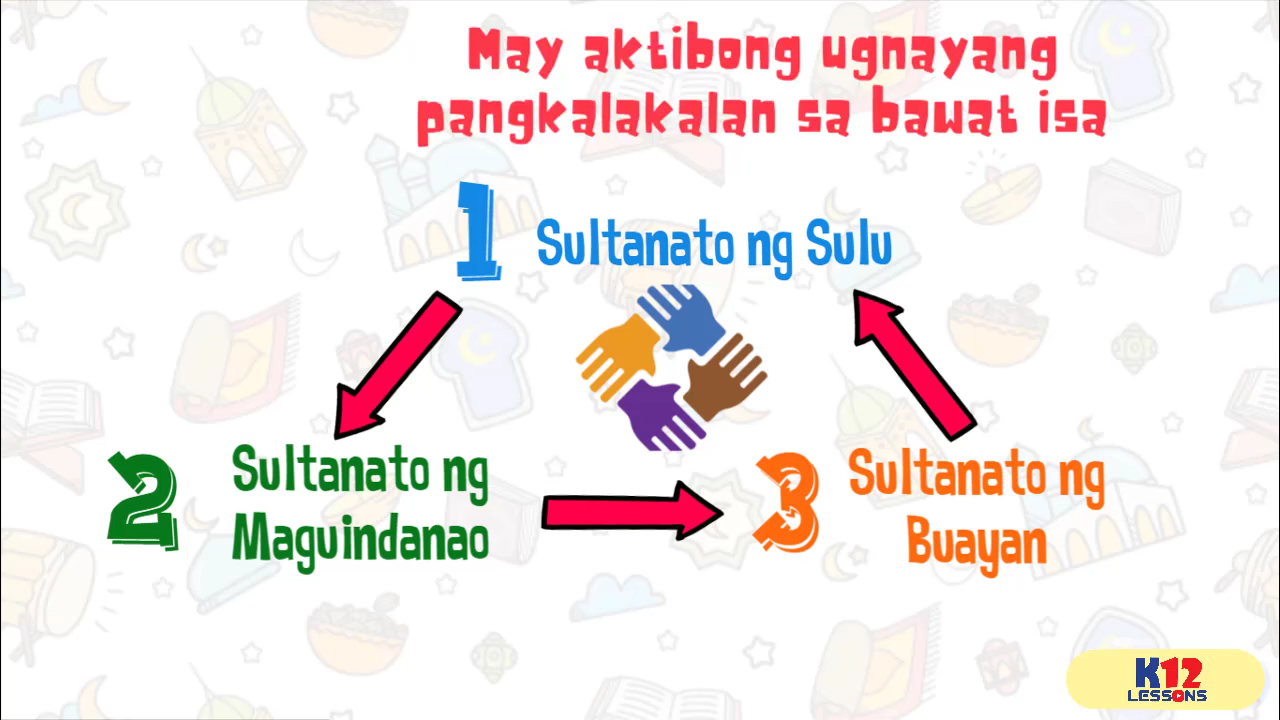 May aktibong ugnayang
pangkalakalan sa bawat isa
1 Sultanato ng Sulu
2 Sultanato ng
Maguindanao
3 Sultanato ng
Buayan
K12
LESSONS